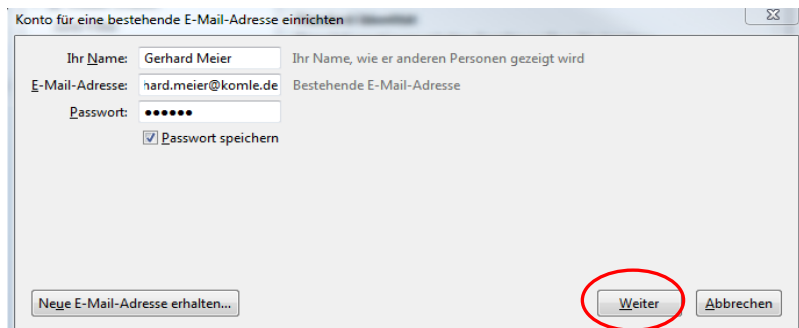 Konto für eine bestehende E-Mail-Adresse einrichten
Ihr Name: Gerhard Meier Ihr Name, wie er anderen Personen gezeigt wird
E-Mail-Adresse: hard.meier@komle.de Bestehende E-Mail-Adresse
Passwort: ●●●●●●
Passwort speichern
Neue E-Mail-Adresse erhalten... Weiter Abbrechen